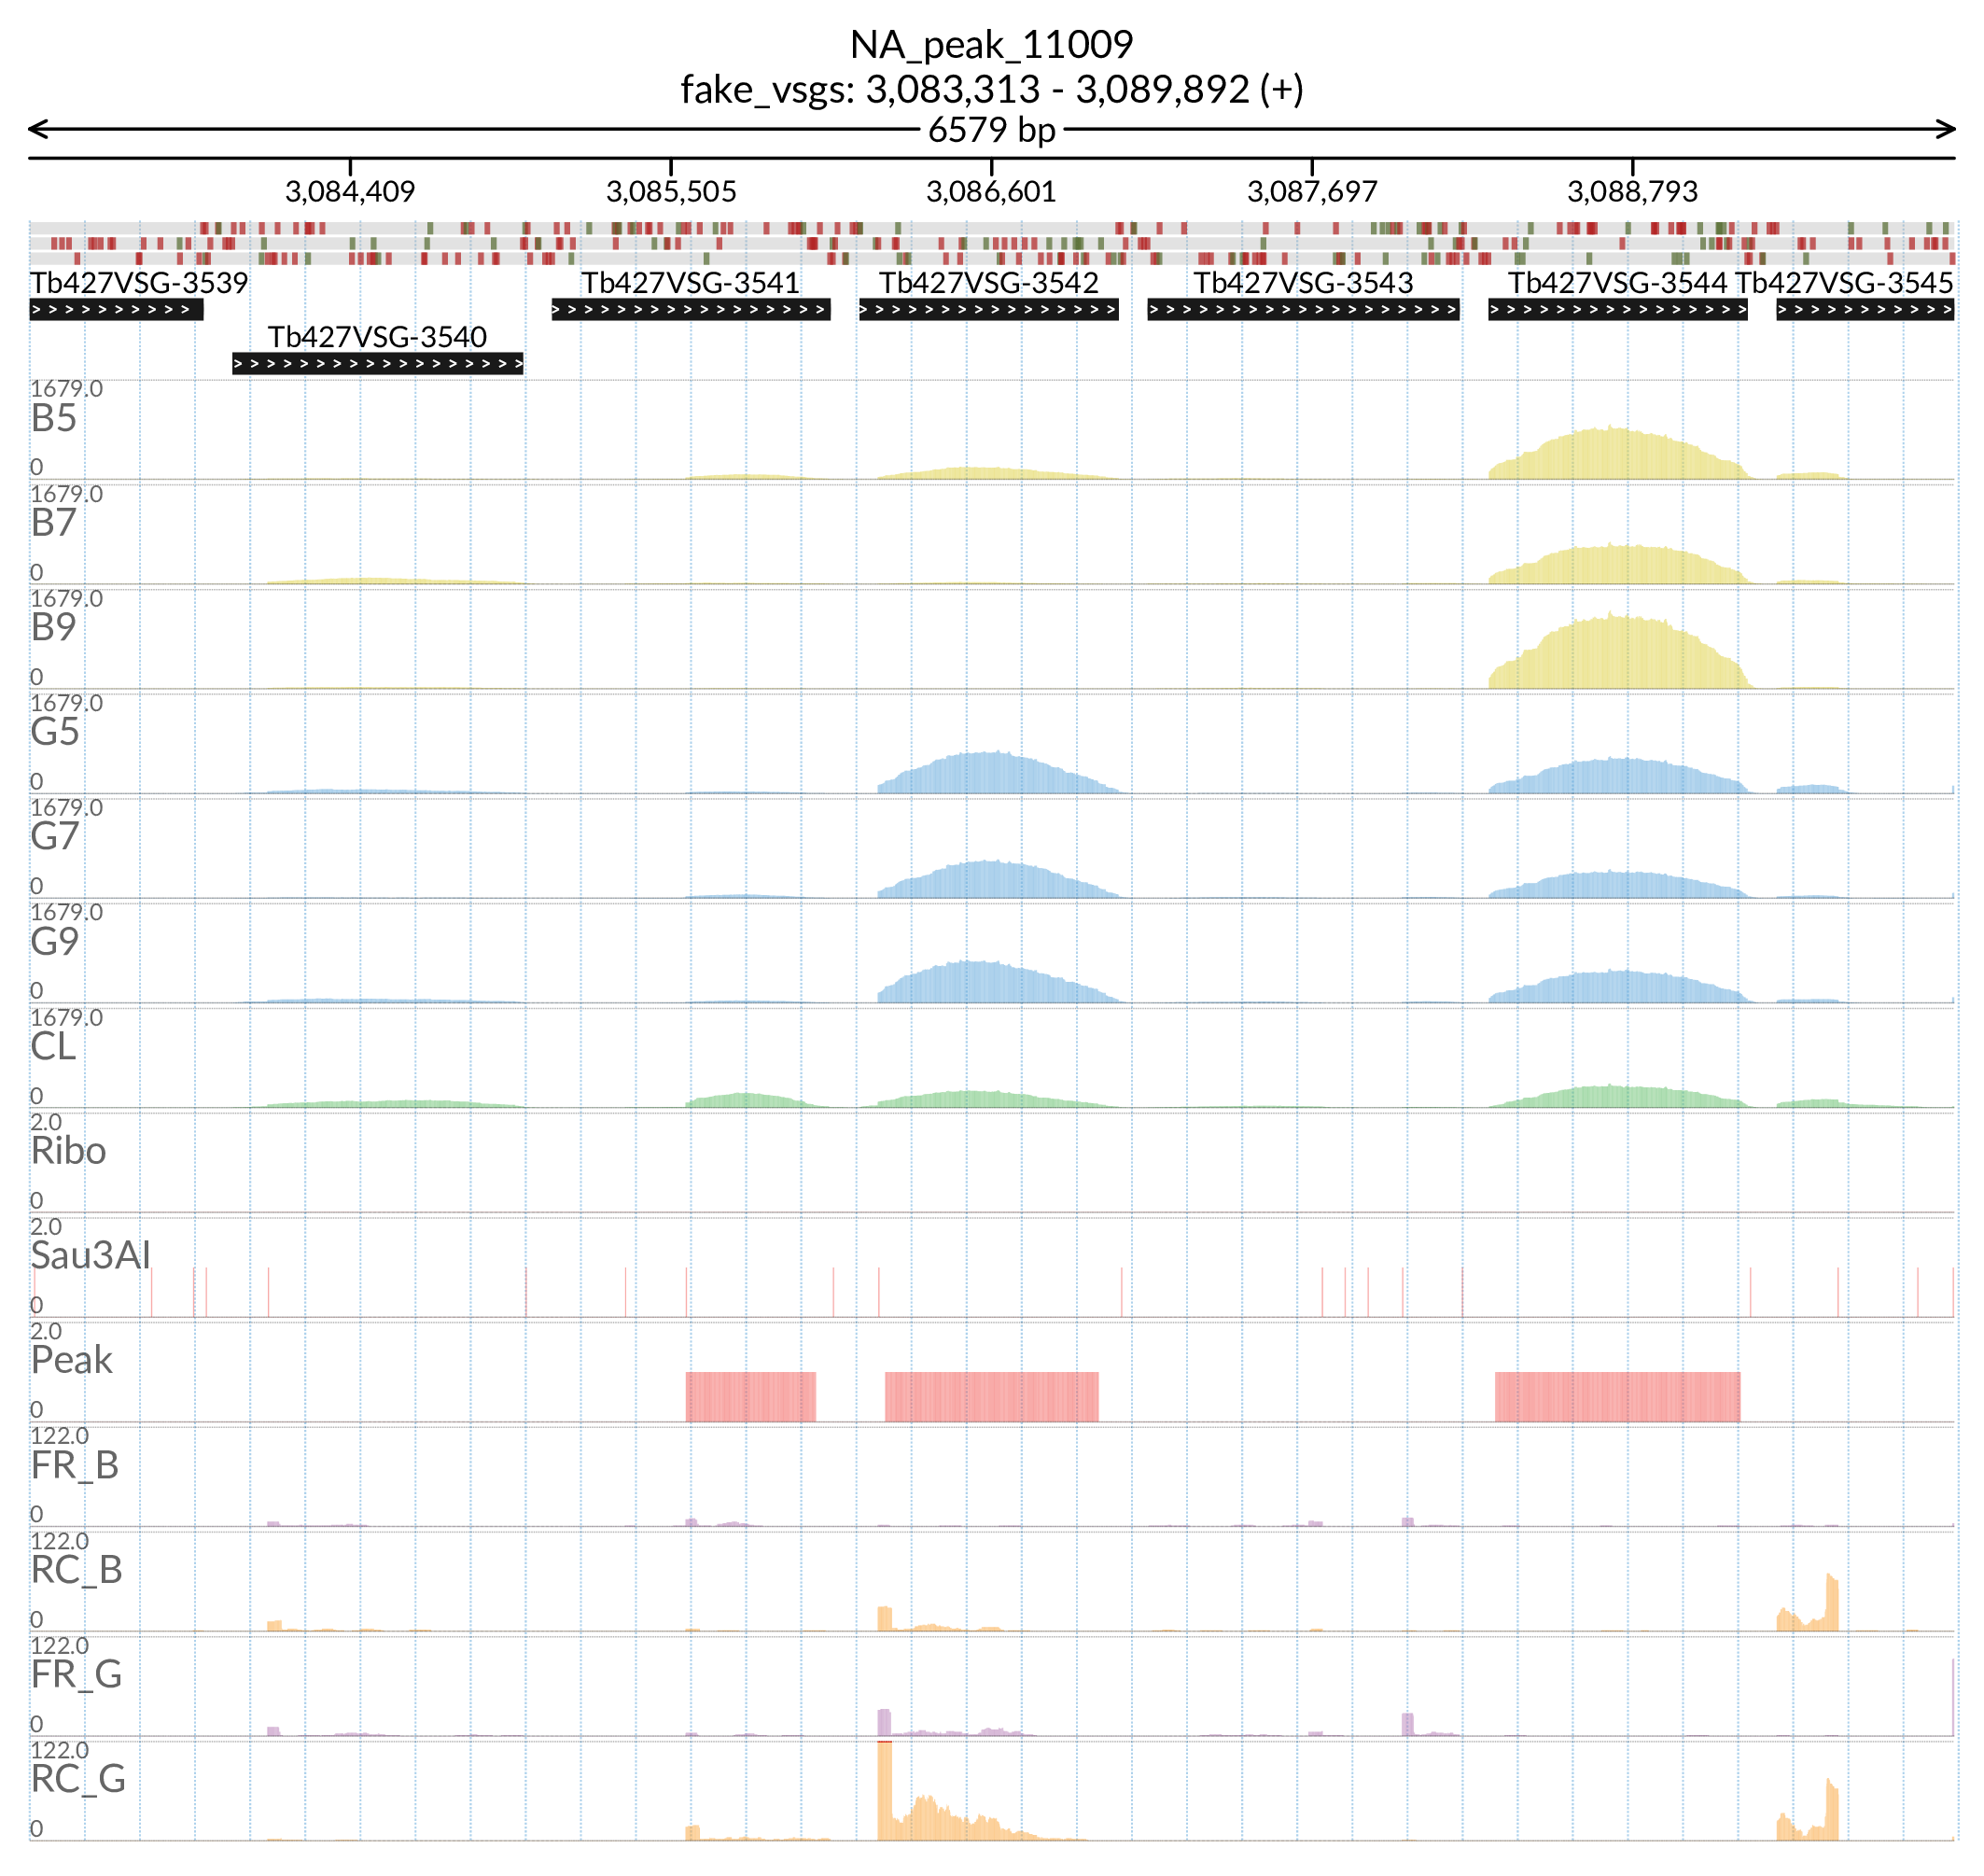 NA_peak_11009
fake_vsgs: 3,083,313 - 3,089,892 (+)
6579 bp
3,084,409 3,085,505 3,086,601 3,087,697 3,088,793
Tb427VSG-3539 Tb427VSG-3541 Tb427VSG-3542 Tb427VSG-3543 Tb427VSG-3544 Tb427VSG-3545
Tb427VSG-3540
1679.0
B5
0
1679.0
B7
0
1679.0
B9
0
1679.0
G5
0
1679.0
G7
0
1679.0
G9
0
1679.0
CL
0
2.0
Ribo
0
2.0
Sau3AI
0
2.0
Peak
0
122.0
FR_B
0
122.0
RC_B
0
122.0
FR_G
0
122.0
RC_G
0